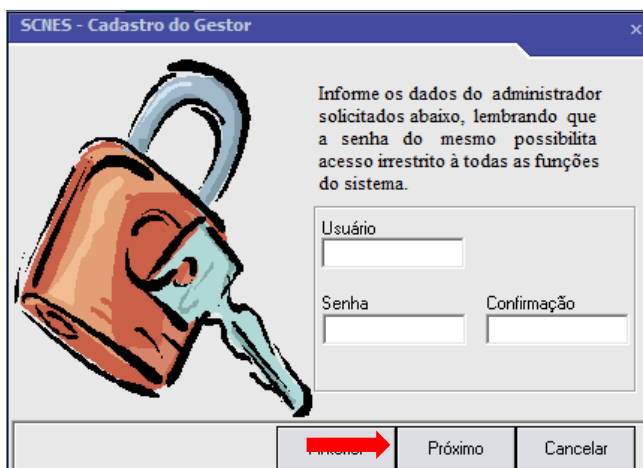 SCNES - Cadastro do Gestor
Informe os dados do administrador
solicitados abaixo, lembrando que
a senha do mesmo possibilita
acesso irrestrito à todas as funções
do sistema.
Usuário
Senha Confirmação
Próximo Cancelar